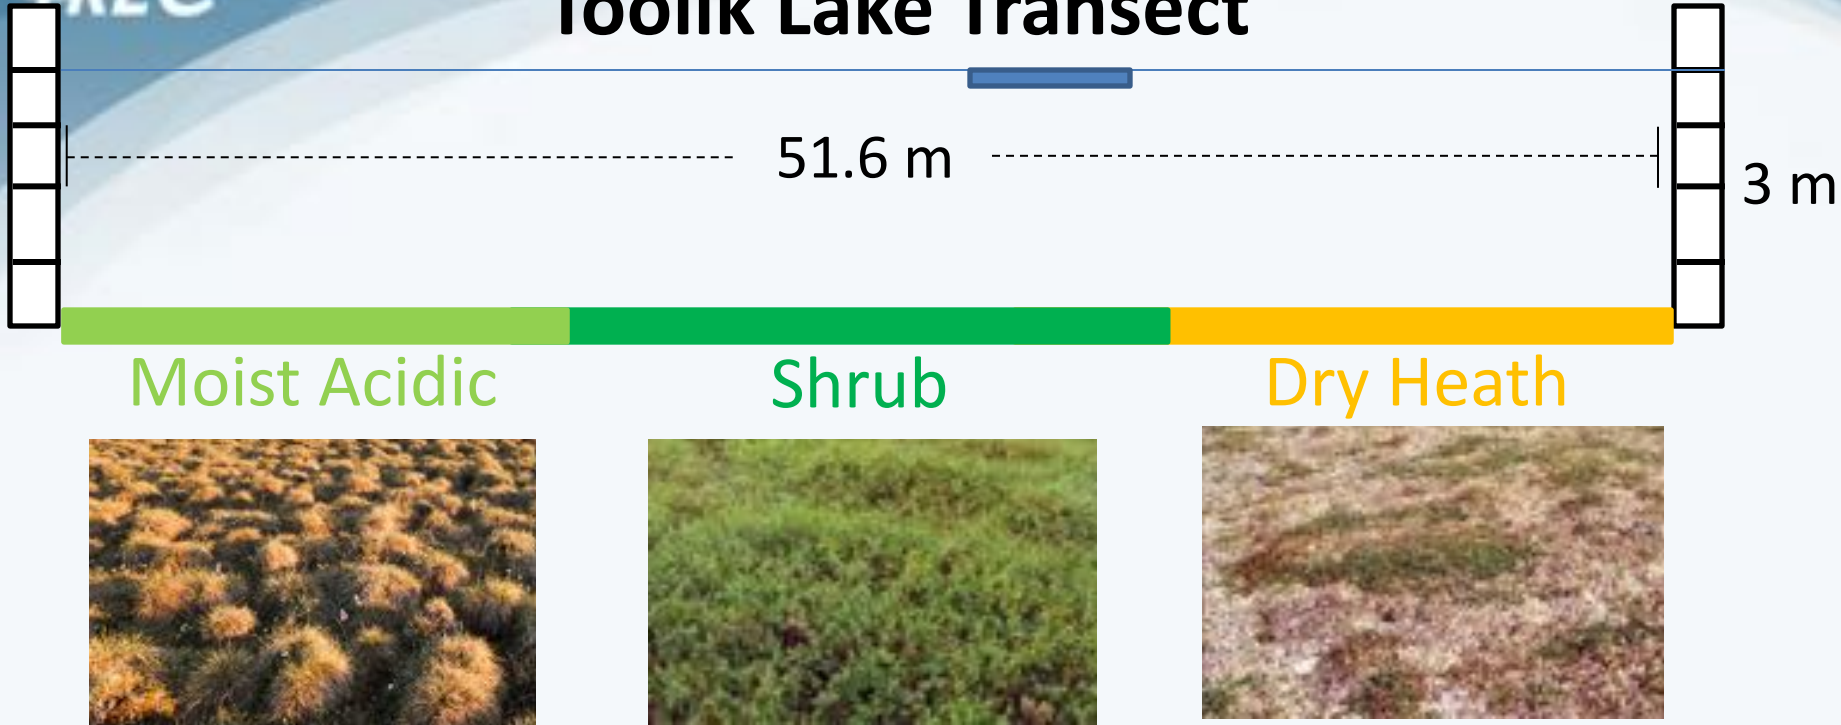 Toolik Lake Transect
51.6 m
3 m
Moist Acidic
Shrub
Dry Heath